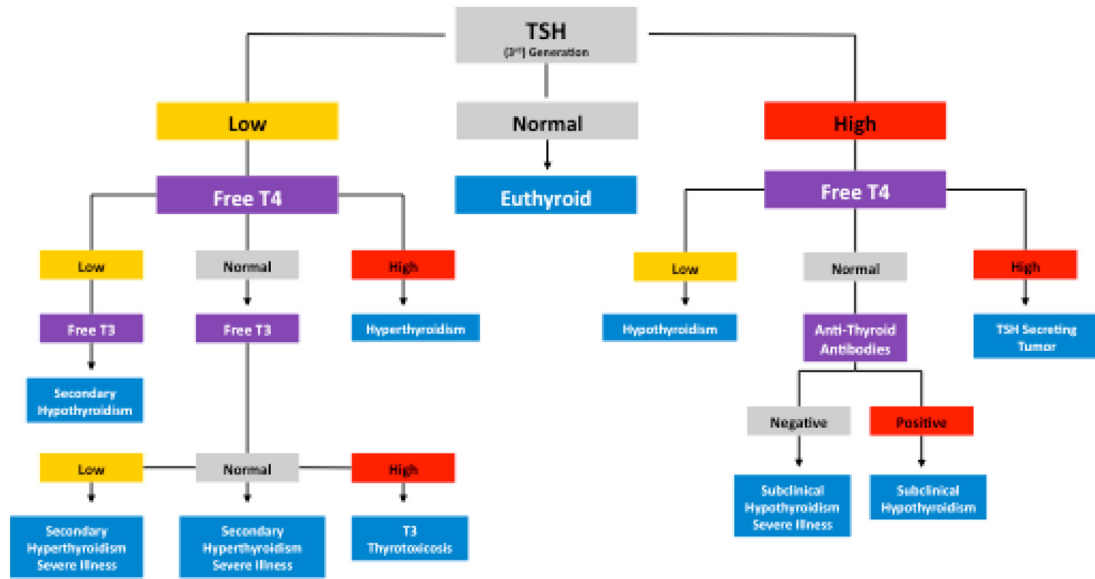 TSH
(3rd) Generation
Low
Normal
High
Free T4
Euthyroid
Free T4
Low
Normal
High
Low
Normal
High
Free T3
Free T3
Hyperthyroidism
Hypothyroidism
Anti-Thyroid
Antibodies
TSH Secreting
Tumor
Secondary
Hypothyroidism
Negative
Positive
Low
Normal
High
Subclinical
Hypothyroidism
Severe Illness
Subclinical
Hypothyroidism
Secondary
Hyperthyroidism
Severe Illness
Secondary
Hyperthyroidism
Severe Illness
T3
Thyrotoxicosis